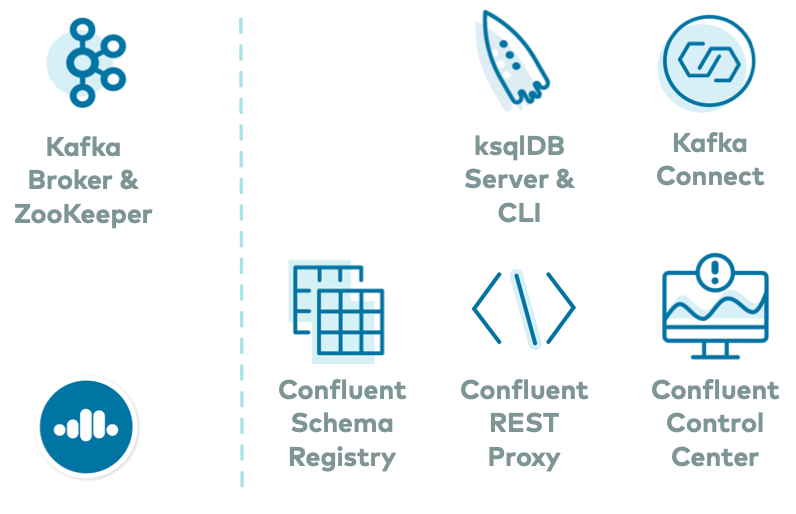 Kafka
Broker &
ZooKeeper
ksqlDB
Server &
CLI
Kafka
Connect
Confluent
Schema
Registry
Confluent
REST
Proxy
Confluent
Control
Center